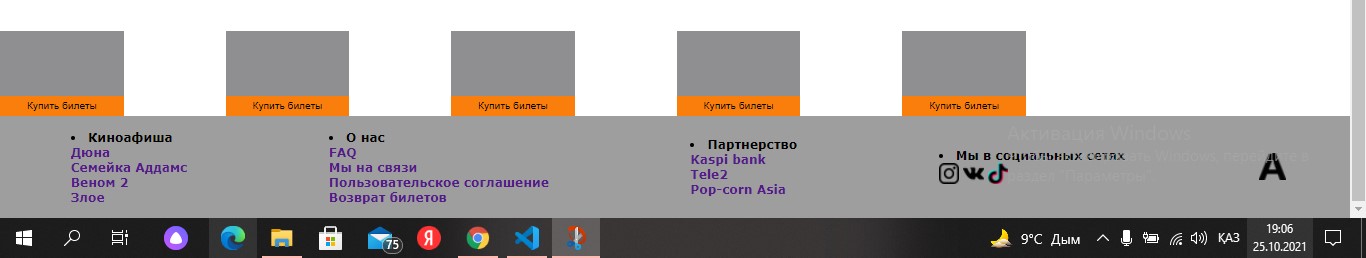 Купить билеты
Купить билеты
Купить билеты
Купить билеты
Купить билеты
Киноафиша
Дюна
Семейка Аддамс
Веном 2
Злое
О нас
FAQ
Мы на связи
Пользовательское соглашение
Возврат билетов
Партнерство
Kaspi bank
Tele2
Pop-corn Asia
Мы в социальных сетях
A
Активация Windows
Windows, перейдите в
раздел "Параметры".
75
Я
9°C Дым
ҚАЗ
19:06
25.10.2021